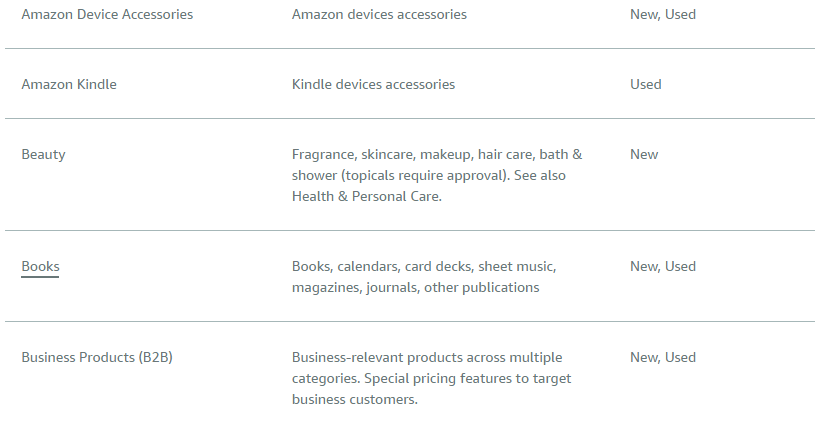 Amazon Device Accessories Amazon devices accessories New, Used
Amazon Kindle Kindle devices accessories Used
Beauty Fragrance, skincare, makeup, hair care, bath & New
shower (topicals require approval). See also
Health & Personal Care.
Books Books, calendars, card decks, sheet music, New, Used
magazines, journals, other publications
Business Products (B2B) Business-relevant products across multiple New, Used
categories. Special pricing features to target
business customers.